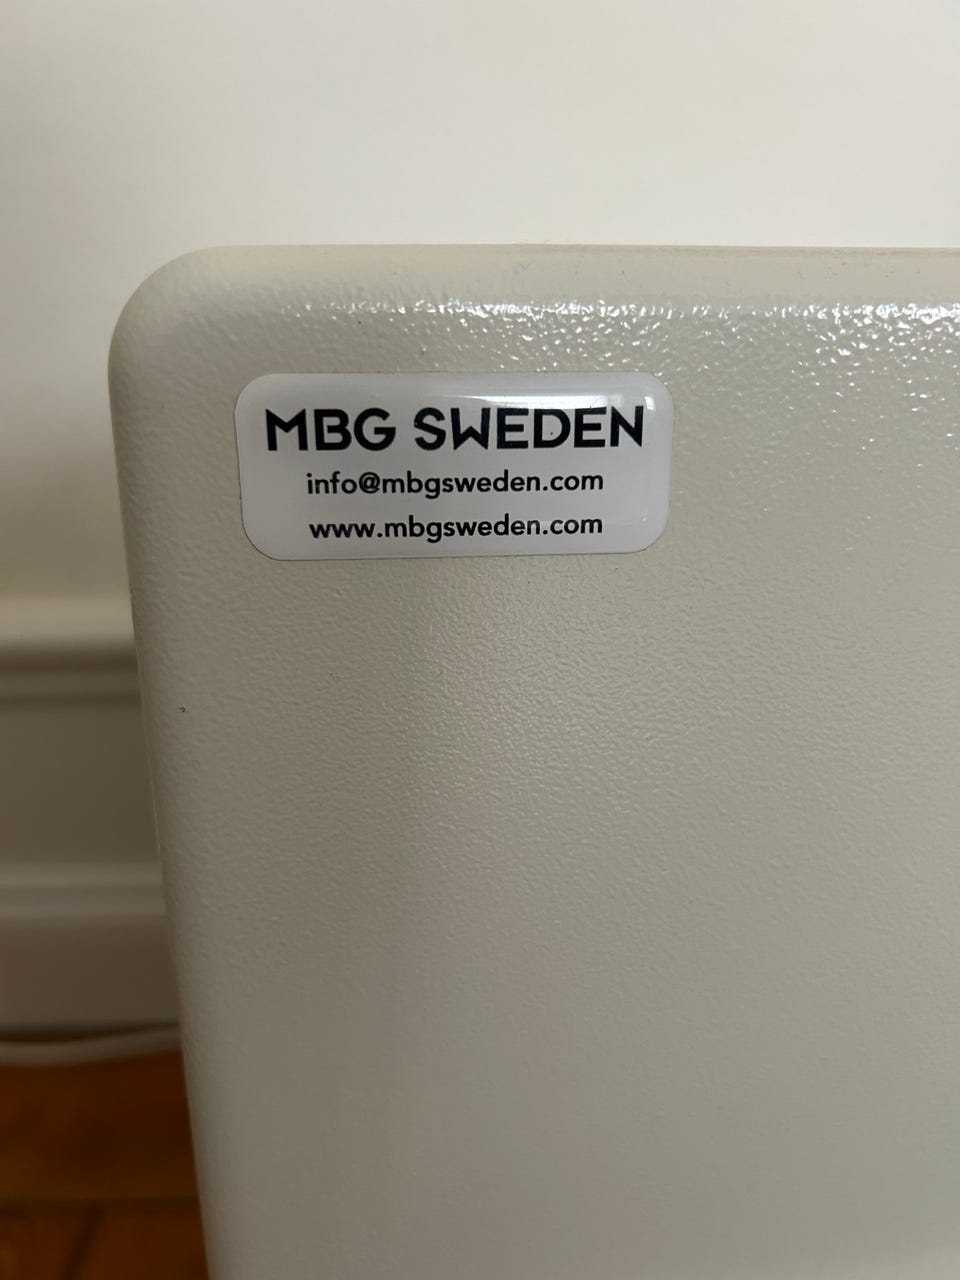 MBG SWEDEN
info@mbgsweden.com
www.mbgsweden.com